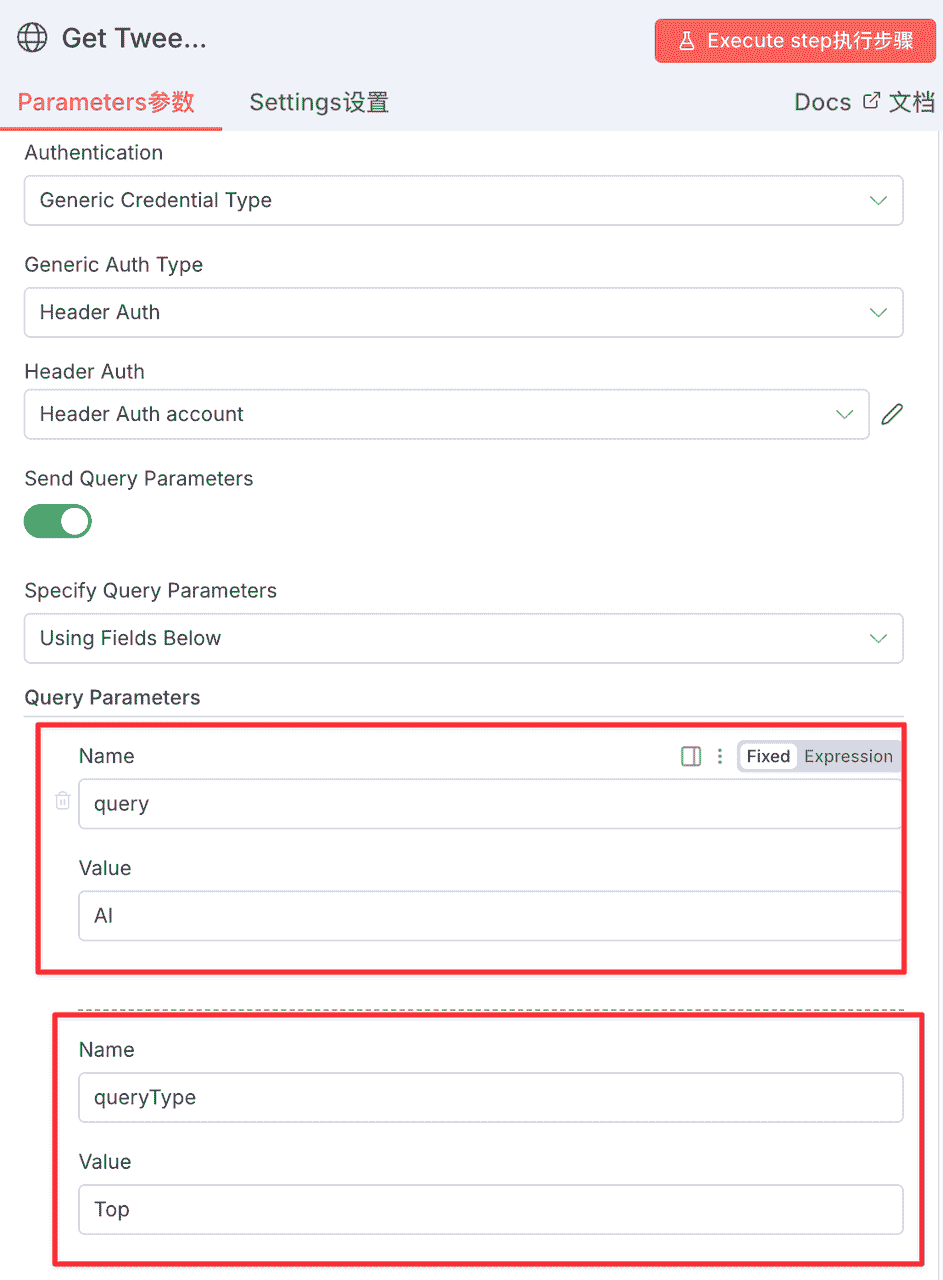 Get Twee...
Execute step执行步骤
Parameters参数
Settings设置
Docs 文档
Authentication
Generic Credential Type
Generic Auth Type
Header Auth
Header Auth
Header Auth account
Send Query Parameters
Specify Query Parameters
Using Fields Below
Query Parameters
Name
Fixed Expression
query
Value
AI
Name
queryType
Value
Top